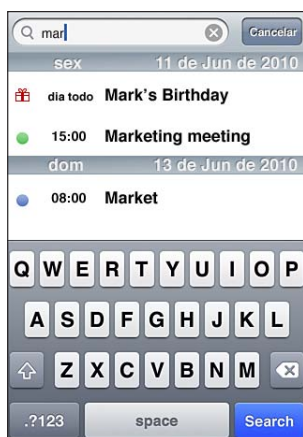 mar Cancelar
sex 11 de Jun de 2010
dia todo Mark's Birthday
15:00 Marketing meeting
dom 13 de Jun de 2010
08:00 Market
Q W E R T Y U I O P
A S D F G H J K L
Z X C V B N M
.?123 space Search